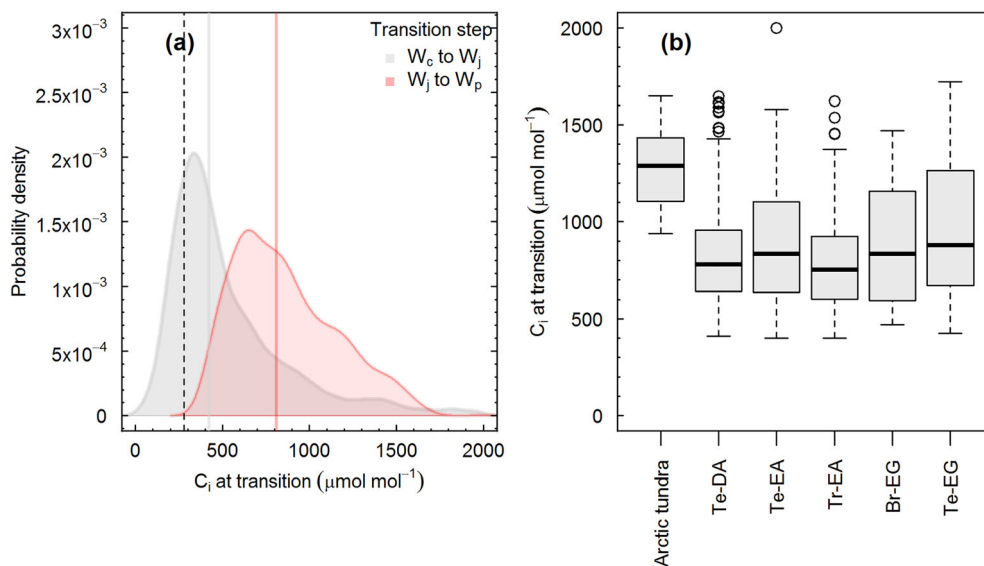 (a)
Transition step
W_c to W_j
W_j to W_p
3x10⁻³
2.5x10⁻³
2x10⁻³
1.5x10⁻³
1x10⁻³
5x10⁻⁴
0
Probability density
0 500 1000 1500 2000
C_i at transition (μmol mol⁻¹)
(b)
2000
1500
1000
500
0
C_i at transition (μmol mol⁻¹)
Arctic tundra
Te-DA
Te-EA
Tr-EA
Br-EG
Te-EG